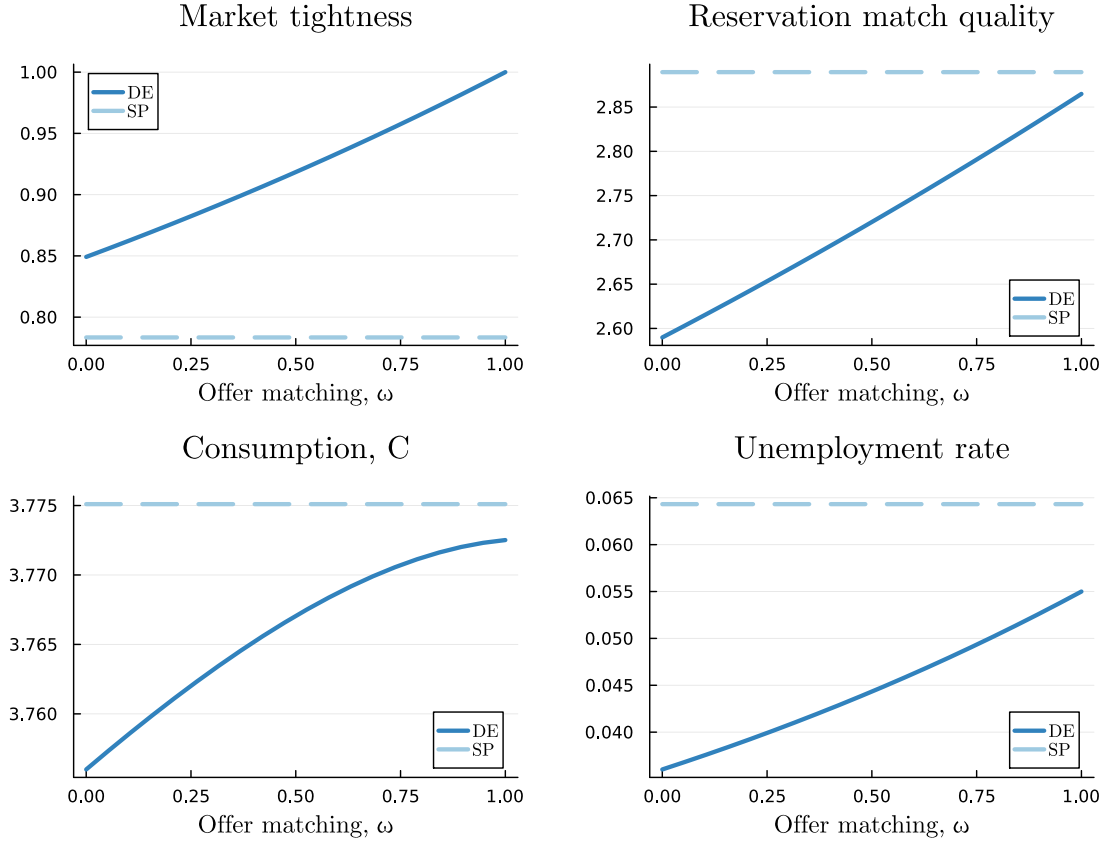 Market tightness
1.00
0.95
0.90
0.85
0.80
DE
SP
0.00 0.25 0.50 0.75 1.00
Offer matching, ω
Reservation match quality
2.85
2.80
2.75
2.70
2.65
2.60
DE
SP
0.00 0.25 0.50 0.75 1.00
Offer matching, ω
Consumption, C
3.775
3.770
3.765
3.760
DE
SP
0.00 0.25 0.50 0.75 1.00
Offer matching, ω
Unemployment rate
0.065
0.060
0.055
0.050
0.045
0.040
DE
SP
0.00 0.25 0.50 0.75 1.00
Offer matching, ω